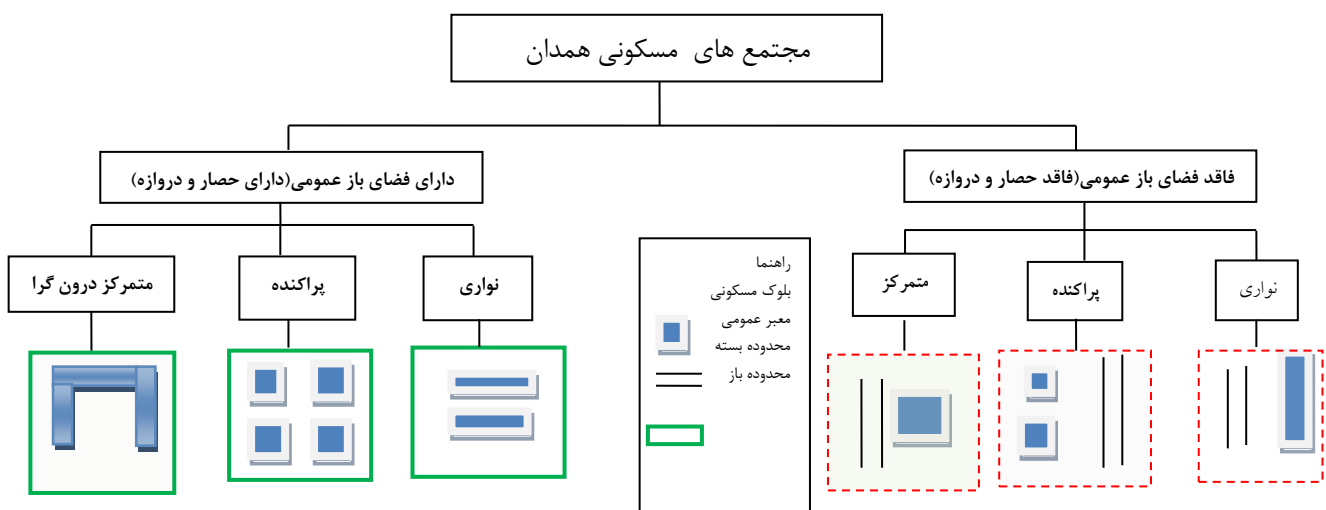 مجتمع های مسکونی همدان
فاقد فضای باز عمومی(فاقد حصار و دروازه)
دارای فضای باز عمومی(دارای حصار و دروازه)
نواری
پراکنده
متمرکز
راهنما
بلوک مسکونی
معبر عمومی
محدوده بسته
محدوده باز
نواری
پراکنده
متمرکز درون گرا